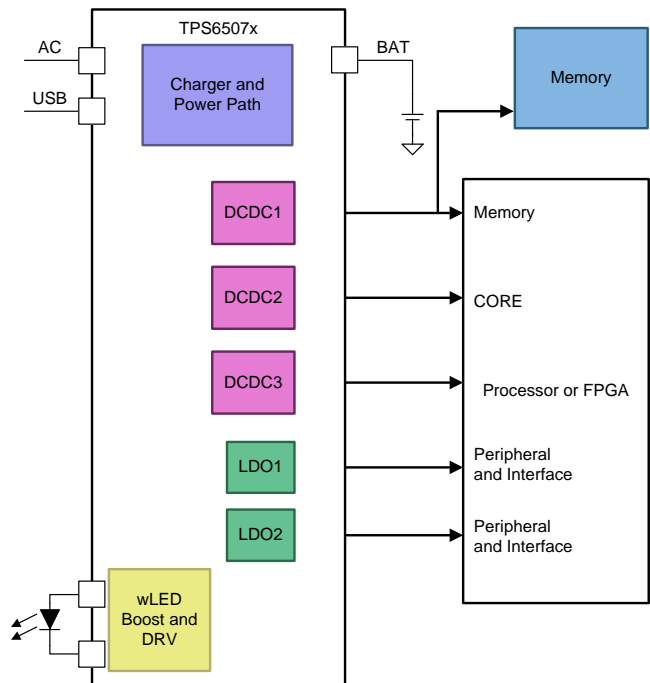 TPS6507x
AC
USB
BAT
Charger and
Power Path
Memory
DCDC1
Memory
DCDC2
CORE
DCDC3
Processor or FPGA
LDO1
Peripheral
and Interface
LDO2
Peripheral
and Interface
wLED
Boost and
DRV